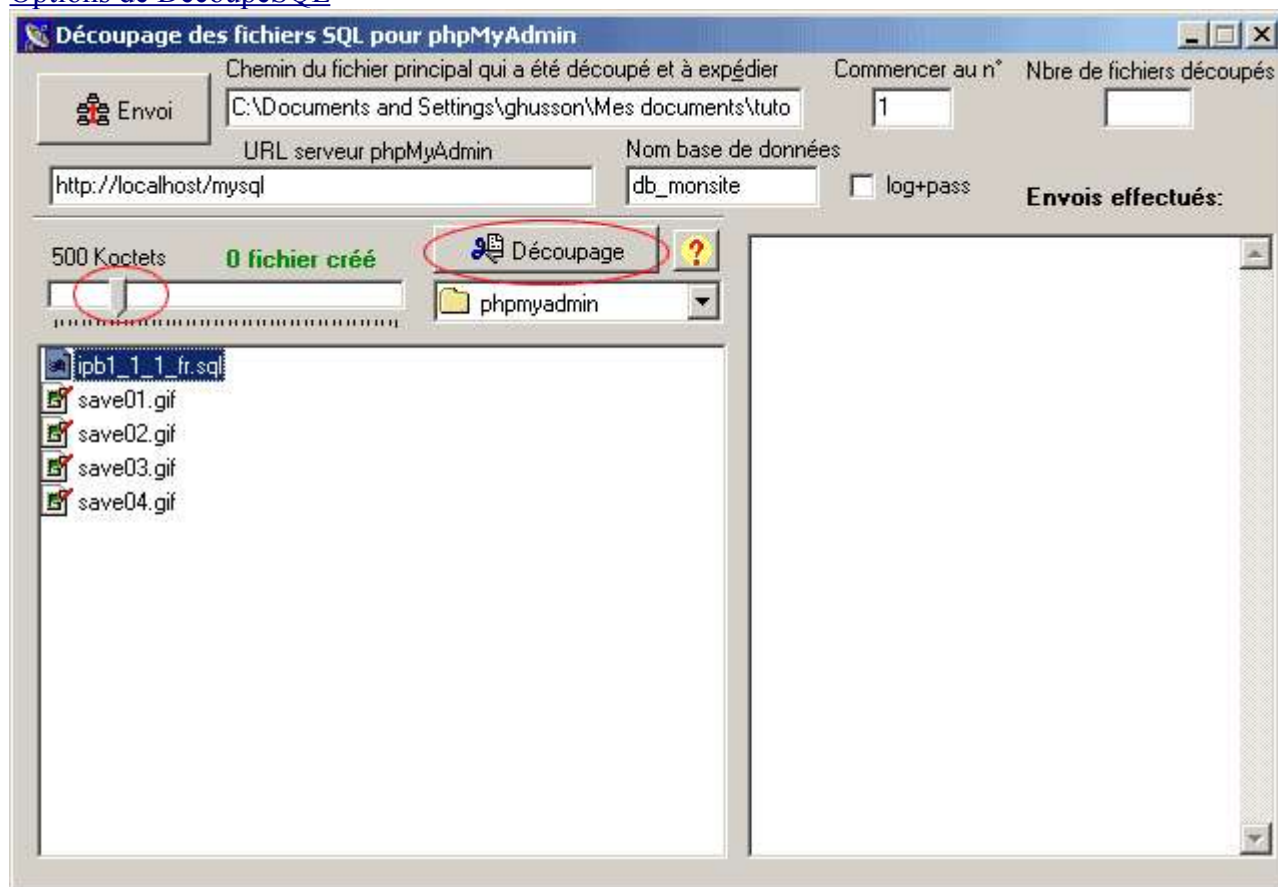 Options de DécoupeSQL
Découpage des fichiers SQL pour phpMyAdmin
Envoi
Chemin du fichier principal qui a été découpé et à expédier
C:\Documents and Settings\ghusson\Mes documents\tuto
Commencer au n°
1
Nbre de fichiers découpés
URL serveur phpMyAdmin
http://localhost/mysql
Nom base de données
db_monsite
log+pass
Envois effectués:
500 Koctets
0 fichier créé
Découpage
?
phpmyadmin
ipb1_1_1_fr.sql
save01.gif
save02.gif
save03.gif
save04.gif